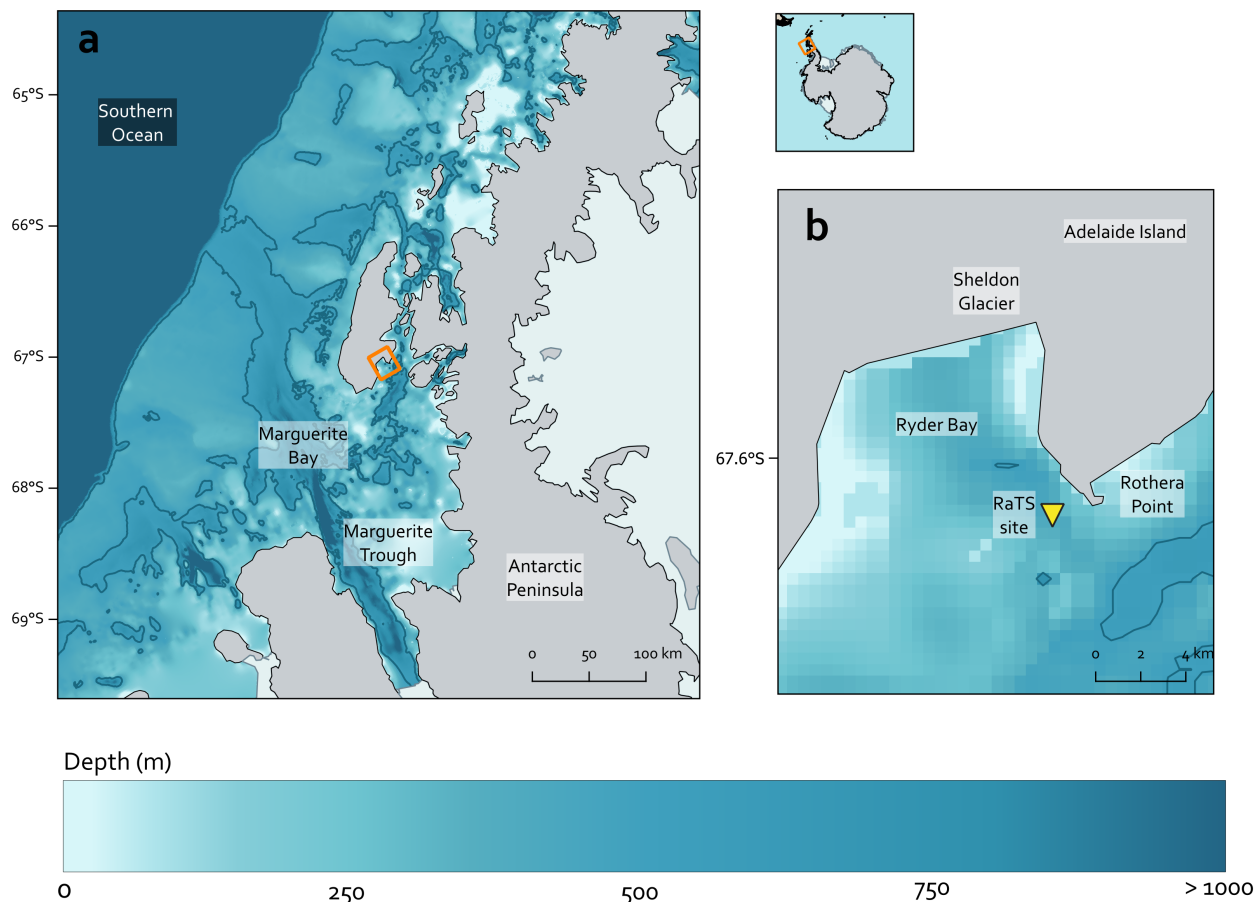 a
65°S
Southern
Ocean
66°S
67°S
Marguerite
Bay
68°S
Marguerite
Trough
Antarctic
Peninsula
69°S
0 50 100 km
b
Adelaide Island
Sheldon
Glacier
Ryder Bay
67.6°S
RaTS
site
Rothera
Point
0 2 4 km
Depth (m)
0 250 500 750 > 1000